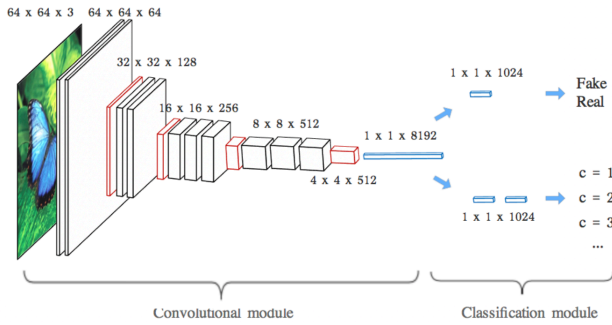 64 x 64 x 3
64 x 64 x 64
32 x 32 x 128
16 x 16 x 256
8 x 8 x 512
4 x 4 x 512
1 x 1 x 8192
1 x 1 x 1024
Fake
Real
1 x 1 x 1024
c = 1
c = 2
c = 3
...
Convolutional module
Classification module